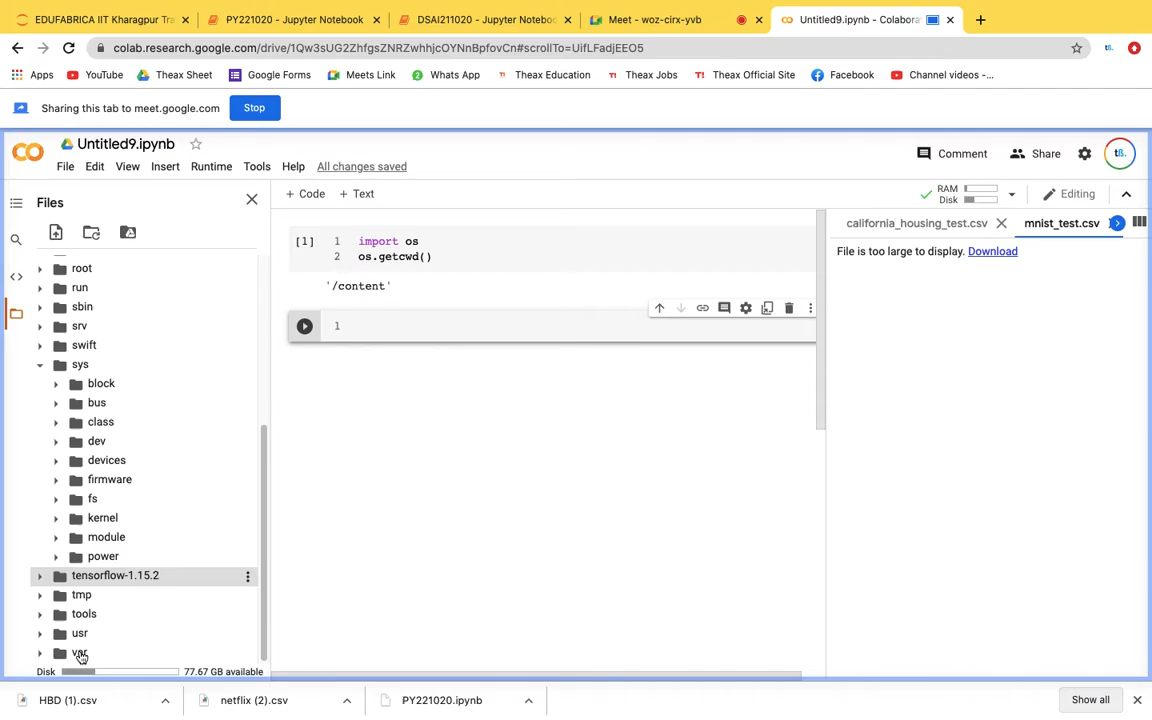 EDUFABRICA IIT Kharagpur Tra
PY221020 - Jupyter Notebook
DSAI211020 - Jupyter Noteboo
Meet - woz-cirx-yvb
Untitled9.ipynb - Colabora
colab.research.google.com/drive/1Qw3sUG2ZhfgsZNRZwhhjcOYNnBpfovCn#scrollTo=UifLFadjEEO5
Apps
YouTube
Theax Sheet
Google Forms
Meets Link
Whats App
Theax Education
Theax Jobs
Theax Official Site
Facebook
Channel videos -...
Sharing this tab to meet.google.com
Stop
Untitled9.ipynb
File Edit View Insert Runtime Tools Help All changes saved
Comment
Share
tß.
Files
+ Code + Text
RAM
Disk
Editing
root
run
sbin
srv
swift
sys
block
bus
class
dev
devices
firmware
fs
kernel
module
power
tensorflow-1.15.2
tmp
tools
usr
var
Disk
77.67 GB available
[1]
1 import os
2 os.getcwd()
'/content'
1
california_housing_test.csv
mnist_test.csv
File is too large to display. Download
HBD (1).csv
netflix (2).csv
PY221020.ipynb
Show all